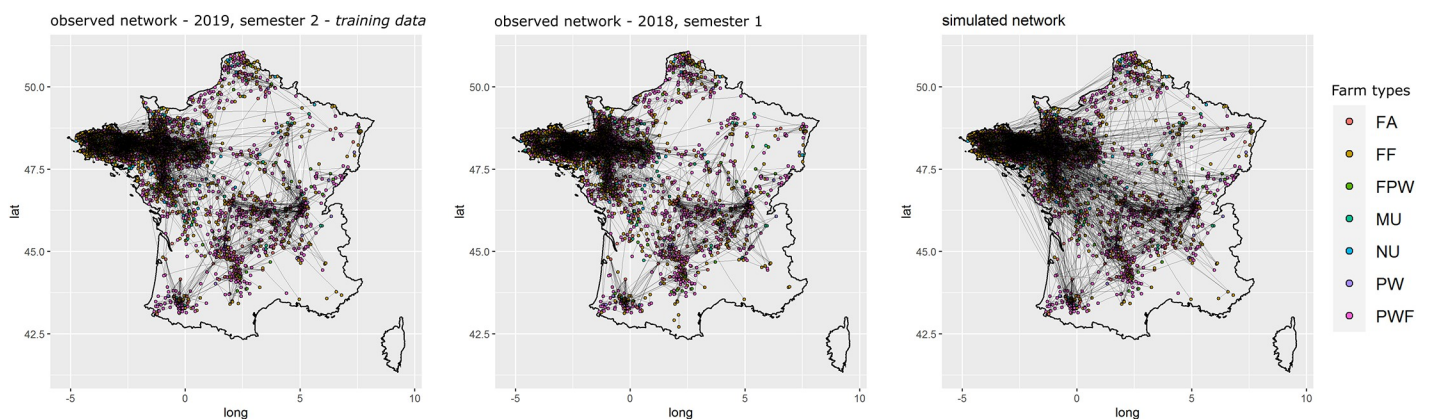 observed network - 2019, semester 2 - training data
observed network - 2018, semester 1
simulated network
50.0
47.5
45.0
42.5
lat
-5
0
5
10
long
50.0
47.5
45.0
42.5
lat
-5
0
5
10
long
50.0
47.5
45.0
42.5
lat
-5
0
5
10
long
Farm types
FA
FF
FPW
MU
NU
PW
PWF